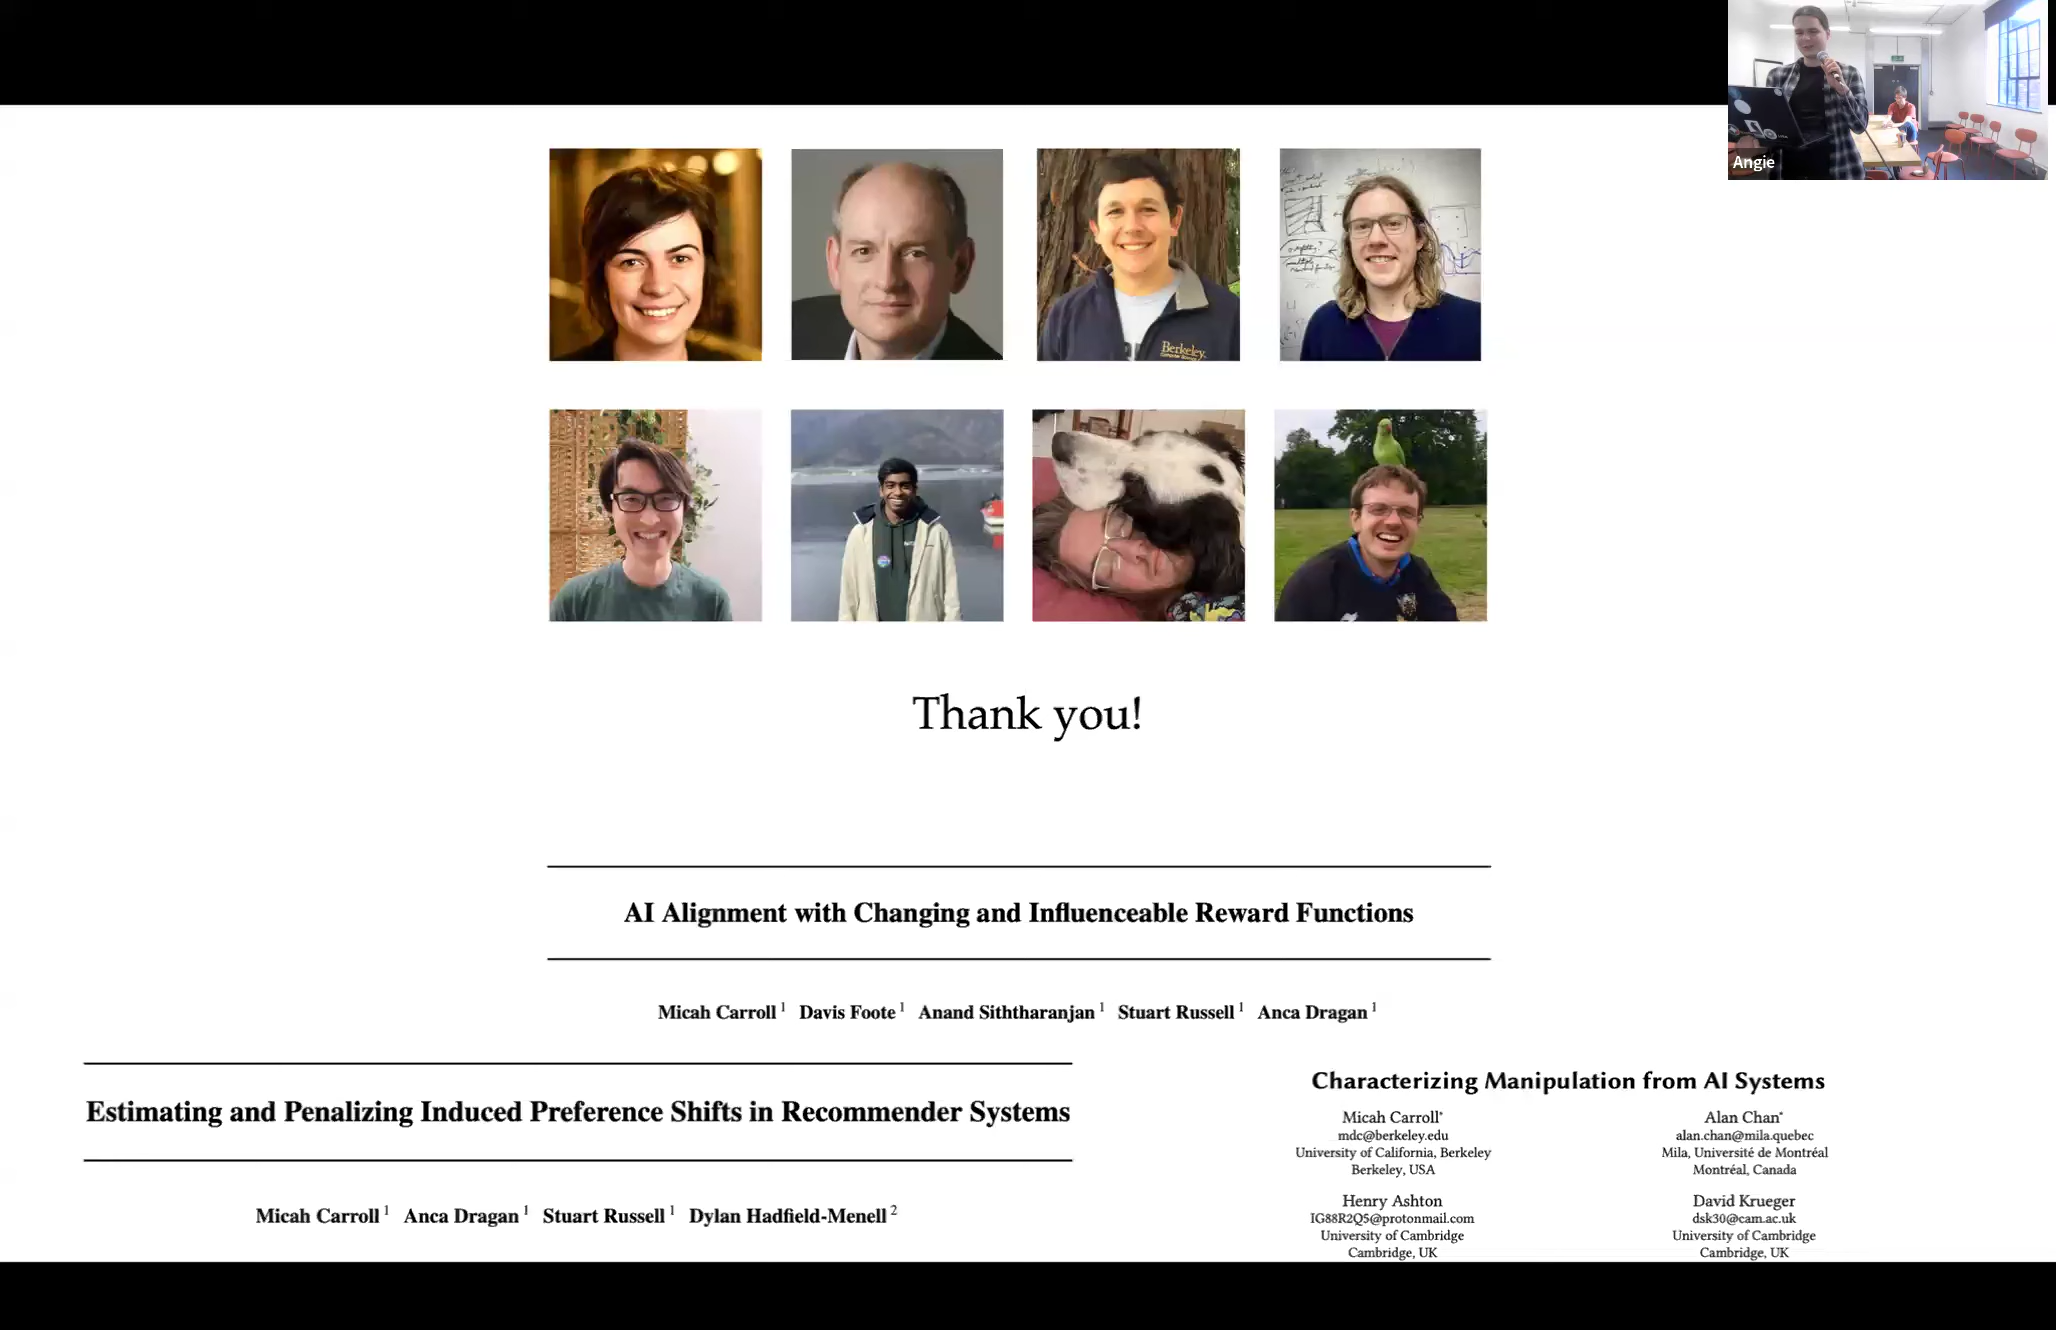 Angie
Berkeley
Thank you!
AI Alignment with Changing and Influenceable Reward Functions
Micah Carroll 1 Davis Foote 1 Anand Siththaranjan 1 Stuart Russell 1 Anca Dragan 1
Estimating and Penalizing Induced Preference Shifts in Recommender Systems
Micah Carroll 1 Anca Dragan 1 Stuart Russell 1 Dylan Hadfield-Menell 2
Characterizing Manipulation from AI Systems
Micah Carroll*
mdc@berkeley.edu
University of California, Berkeley
Berkeley, USA
Alan Chan*
alan.chan@mila.quebec
Mila, Université de Montréal
Montréal, Canada
Henry Ashton
IG88R2Q5@protonmail.com
University of Cambridge
Cambridge, UK
David Krueger
dsk30@cam.ac.uk
University of Cambridge
Cambridge, UK